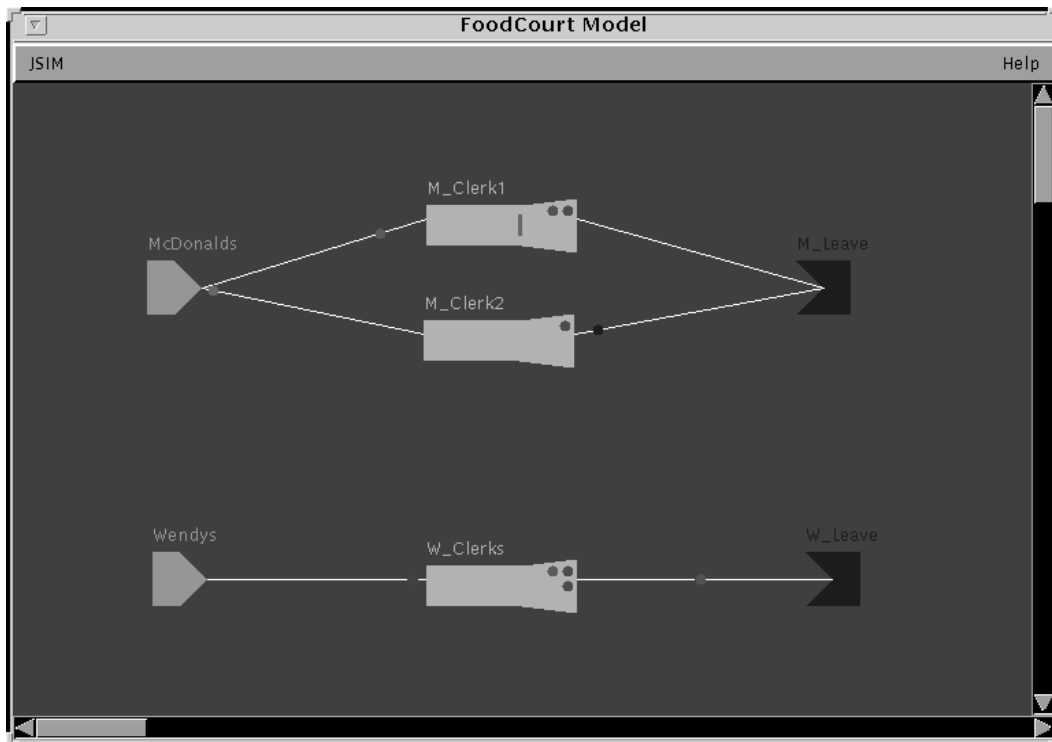 FoodCourt Model
JSIM Help
M_Clerk1
McDonalds
M_Leave
M_Clerk2
Wendys
W_Clerks
W_Leave